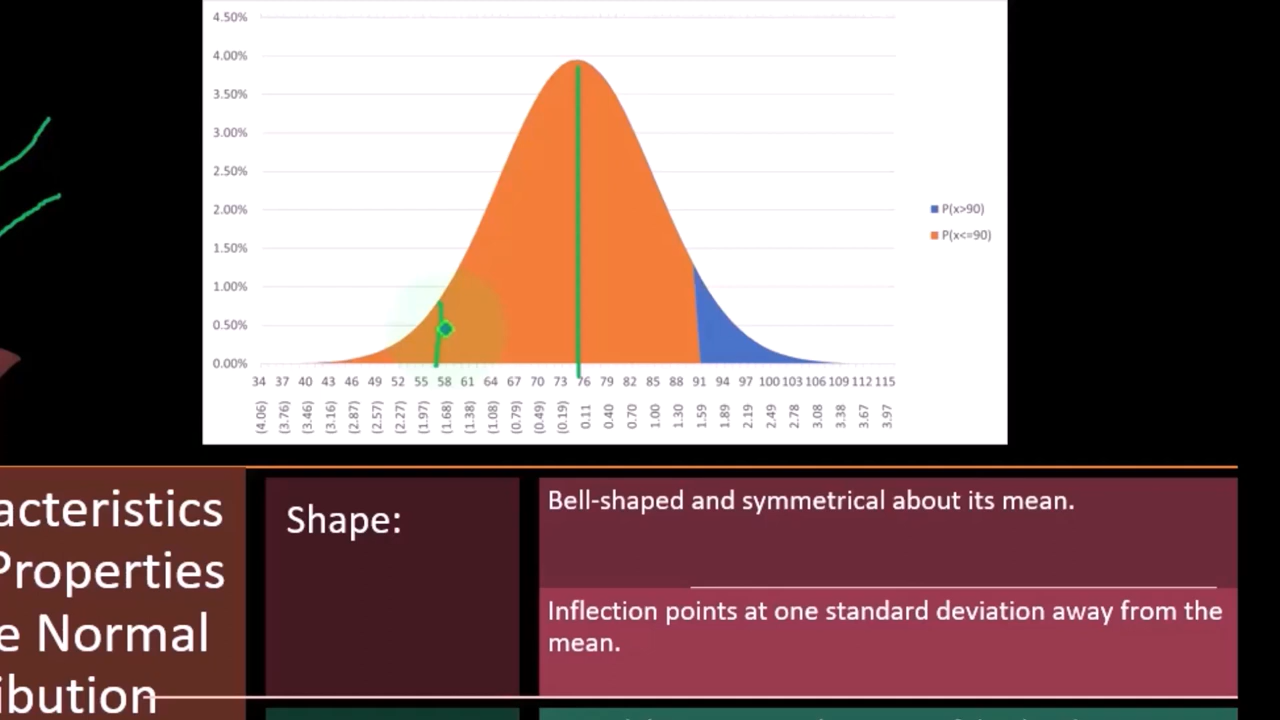 4.50%
4.00%
3.50%
3.00%
2.50%
2.00%
1.50%
1.00%
0.50%
0.00%
34 37 40 43 46 49 52 55 58 61 64 67 70 73 76 79 82 85 88 91 94 97 100 103 106 109 112 115
(4.06) (3.76) (3.46) (3.16) (2.87) (2.57) (2.27) (1.97) (1.68) (1.38) (1.08) (0.79) (0.49) (0.19) 0.11 0.40 0.70 1.00 1.30 1.59 1.89 2.19 2.49 2.78 3.08 3.38 3.67 3.97
P(x>90)
P(x<=90)
acteristics
Properties
e Normal
ibution
Shape:
Bell-shaped and symmetrical about its mean.
Inflection points at one standard deviation away from the
mean.